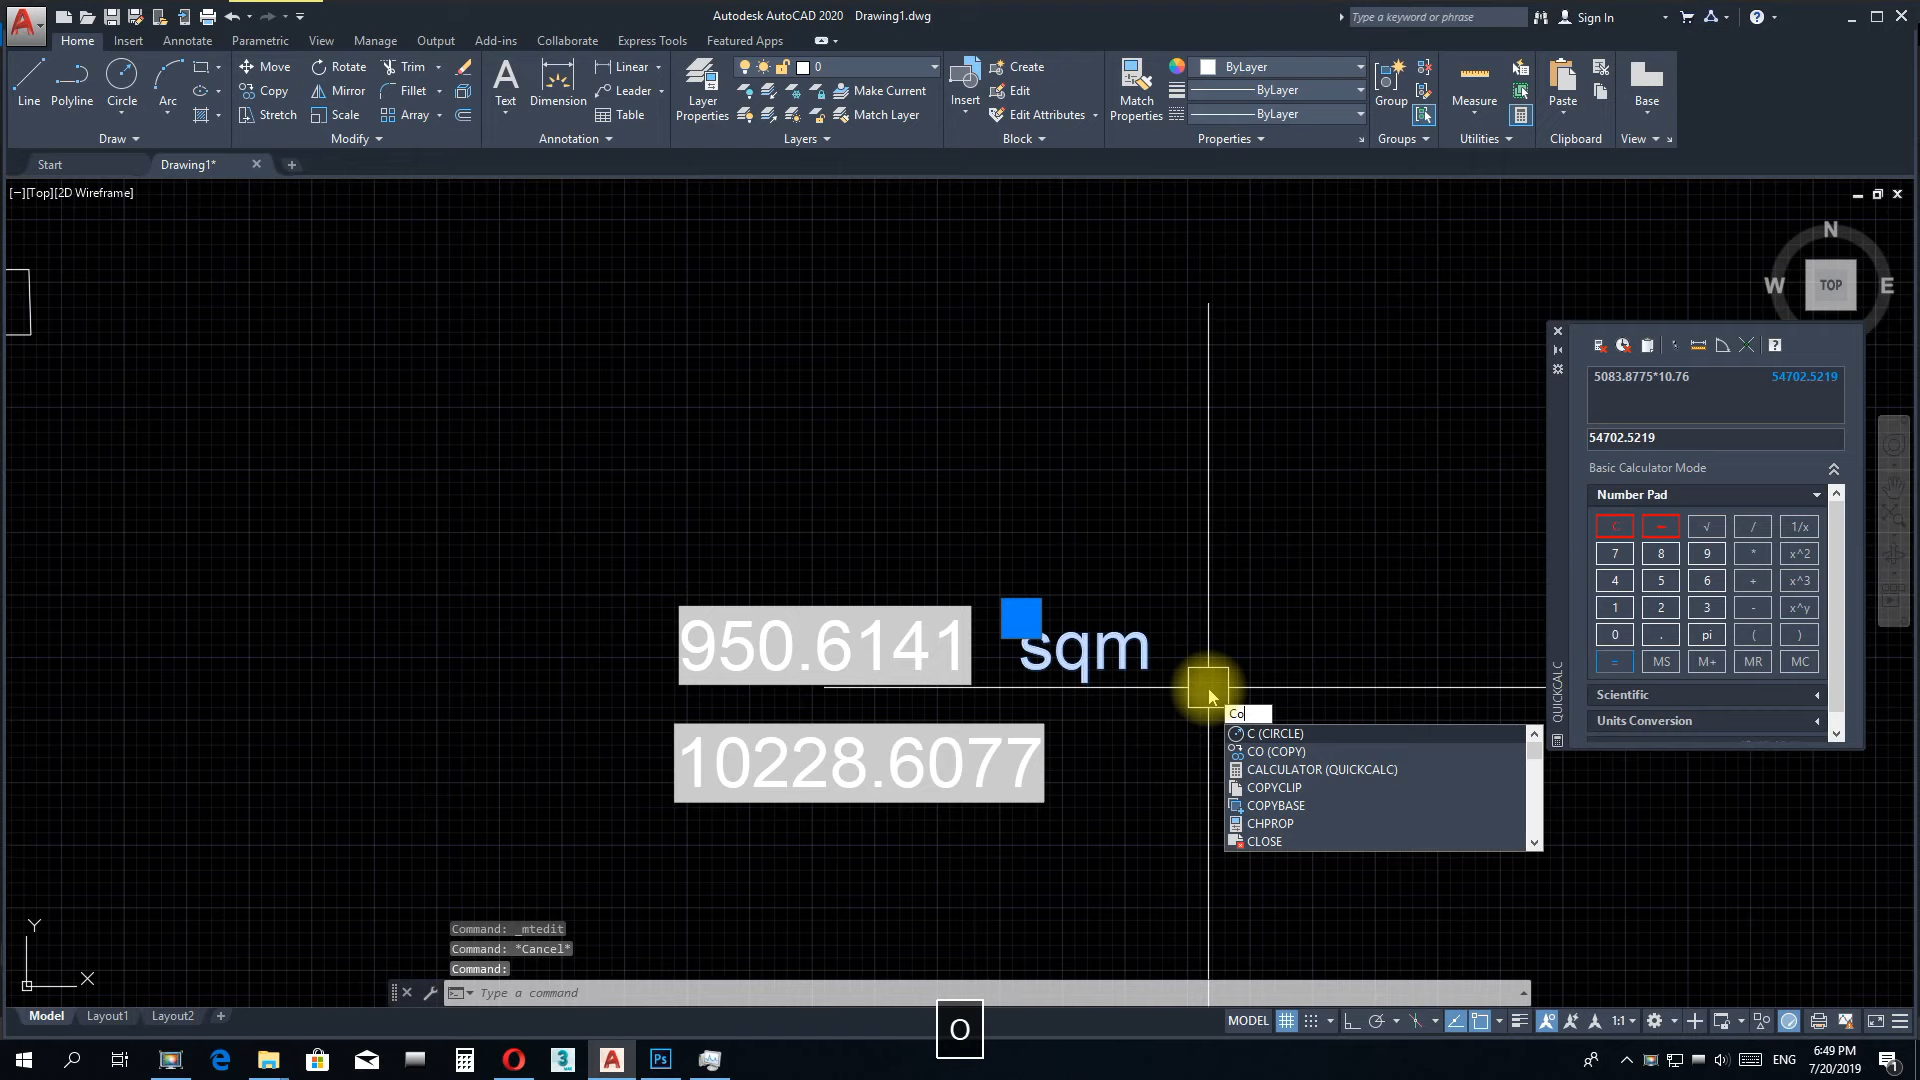 Autodesk AutoCAD 2020 Drawing1.dwg
Type a keyword or phrase
Sign In
Home Insert Annotate Parametric View Manage Output Add-ins Collaborate Express Tools Featured Apps
Line Polyline Circle Arc
Move Rotate Trim
Copy Mirror Fillet
Stretch Scale Array
Text Dimension
Linear
Leader
Table
Layer Properties
0
Make Current
Match Layer
Insert
Create
Edit
Edit Attributes
Match Properties
ByLayer
ByLayer
ByLayer
Group
Measure
Paste
Base
Draw Modify Annotation Layers Block Properties Groups Utilities Clipboard View
Start Drawing1*
[−][Top][2D Wireframe]
N
W TOP E
5083.8775*10.76 54702.5219
54702.5219
Basic Calculator Mode
Number Pad
C √ / 1/x
7 8 9 * x^2
4 5 6 + x^3
1 2 3 - x^y
0 . pi ( )
= MS M+ MR MC
Scientific
Units Conversion
QUICKCALC
950.6141 sqm
10228.6077
Co
C (CIRCLE)
CO (COPY)
CALCULATOR (QUICKCALC)
COPYCLIP
COPYBASE
CHPROP
CLOSE
Y
X
Command: _mtedit
Command: *Cancel*
Command:
Type a command
Model Layout1 Layout2 +
O
MODEL 1:1
ENG
6:49 PM
7/20/2019